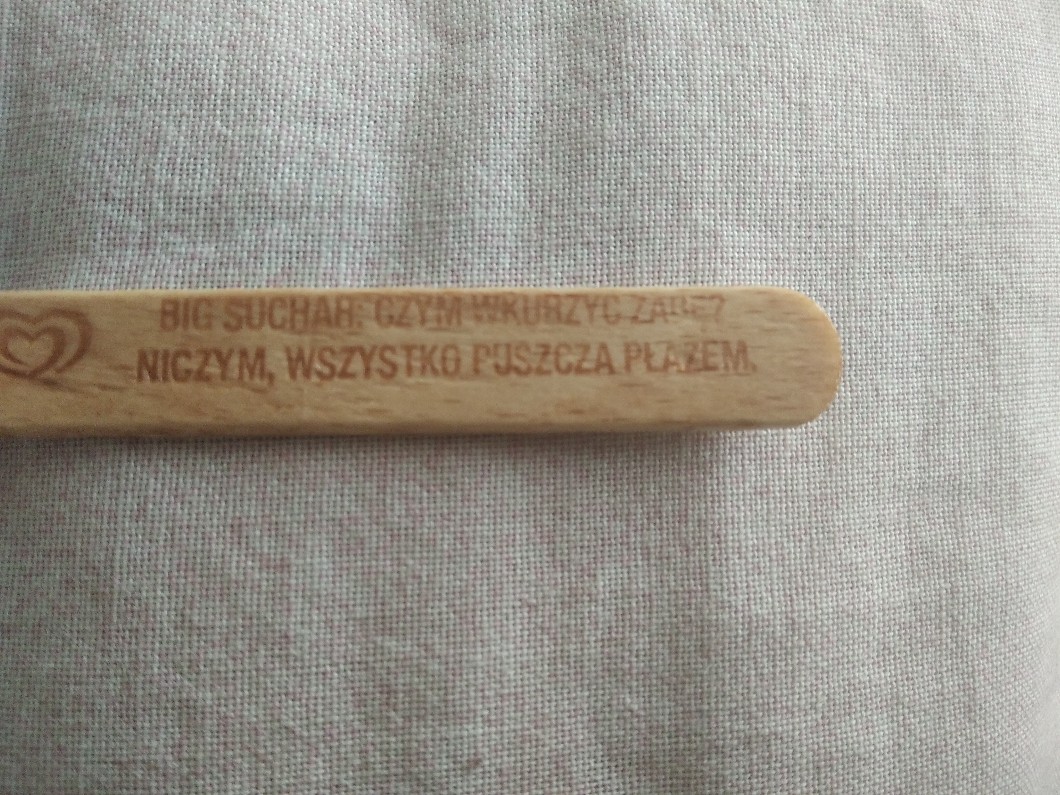 BIG SUCHAR: CZYM WKURZYĆ ŻABĘ?
NICZYM, WSZYSTKO PUSZCZA PŁAZEM.